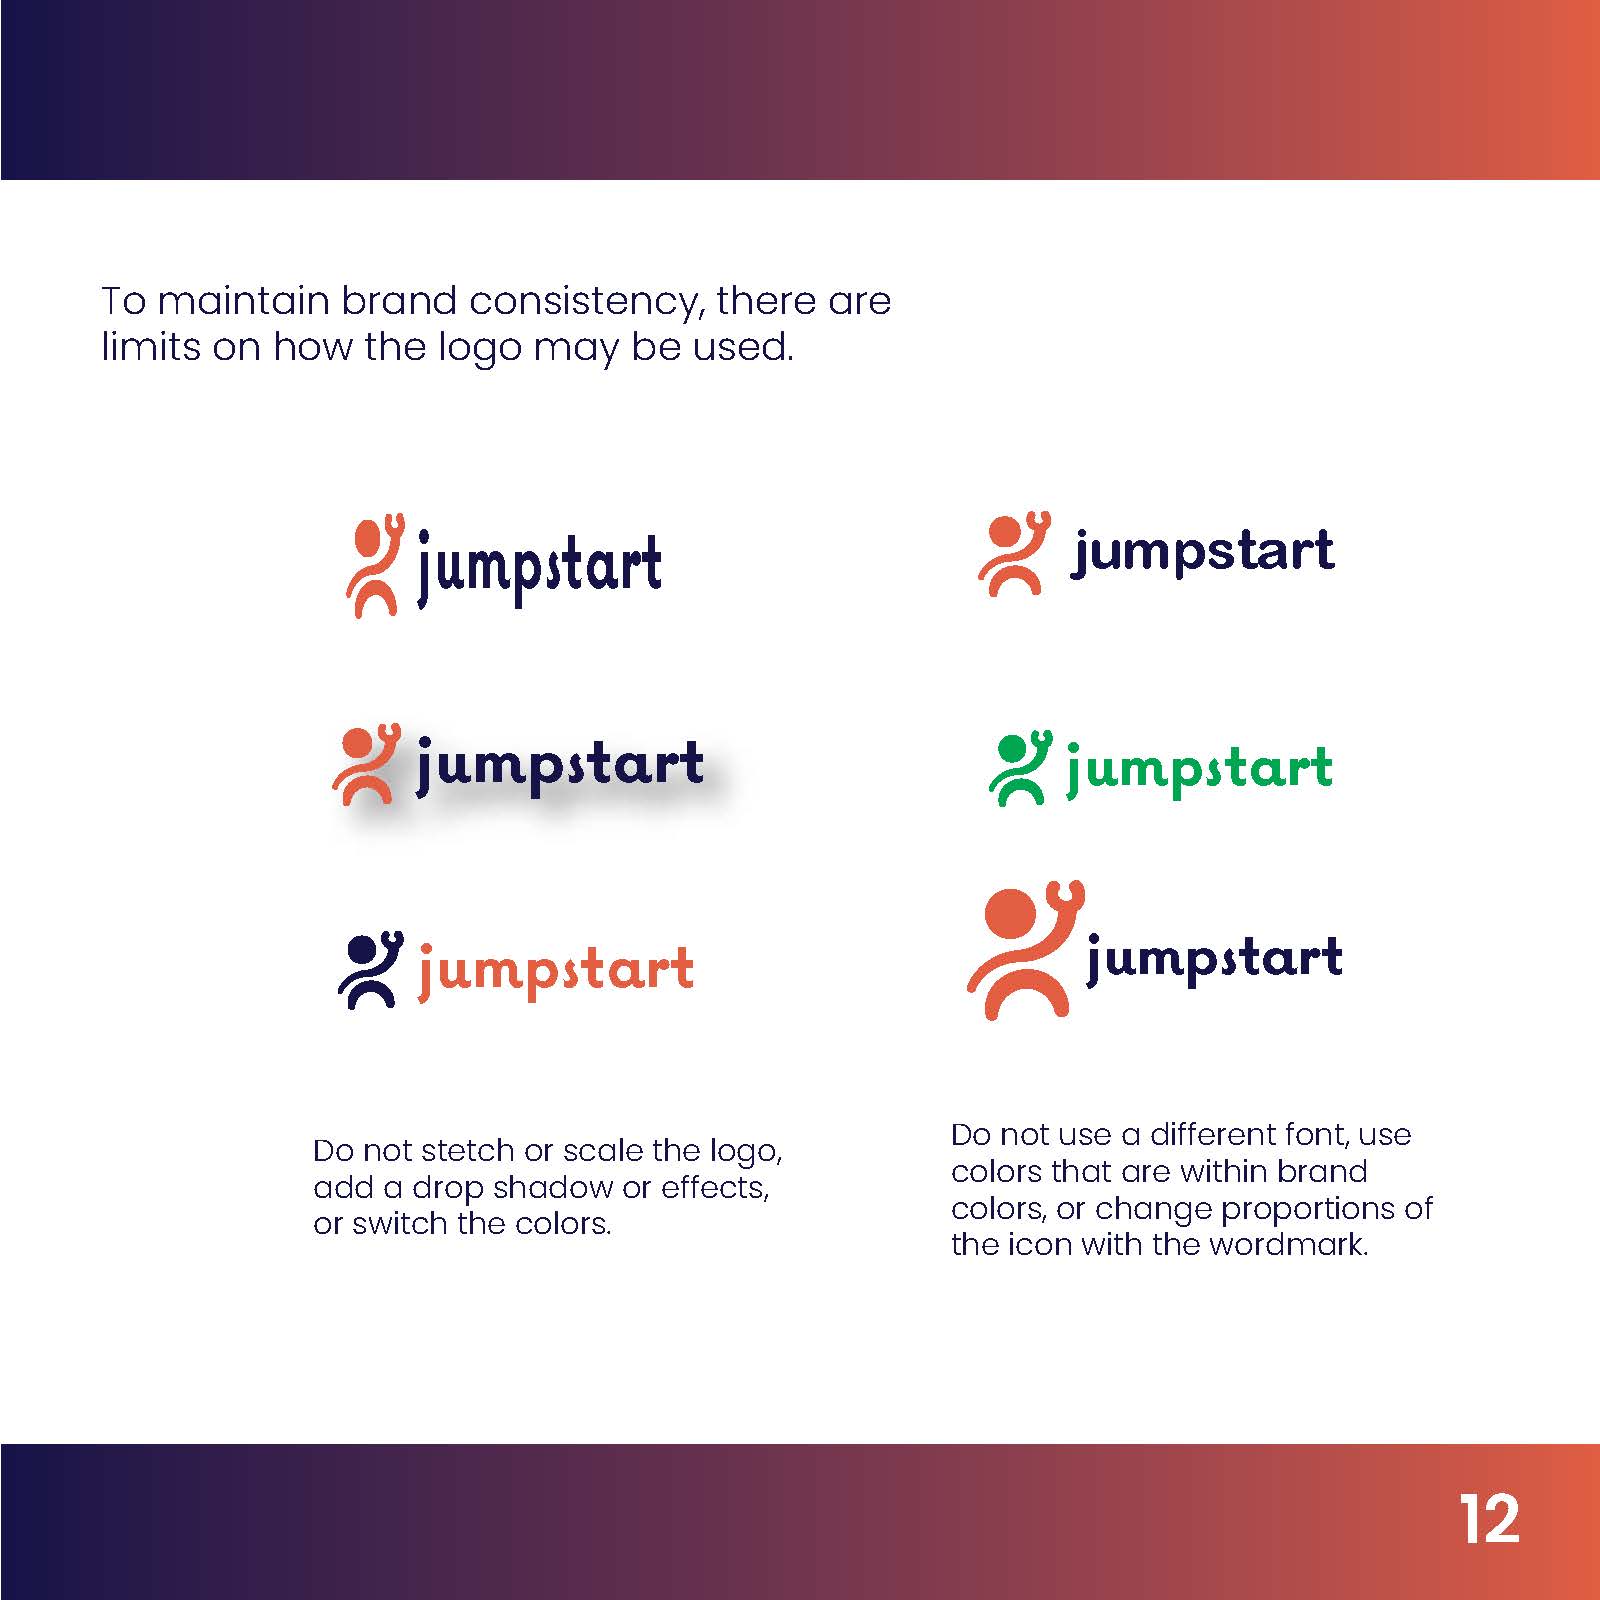 To maintain brand consistency, there are
limits on how the logo may be used.
jumpstart
jumpstart
jumpstart
jumpstart
jumpstart
jumpstart
Do not stetch or scale the logo,
add a drop shadow or effects,
or switch the colors.
Do not use a different font, use
colors that are within brand
colors, or change proportions of
the icon with the wordmark.
12